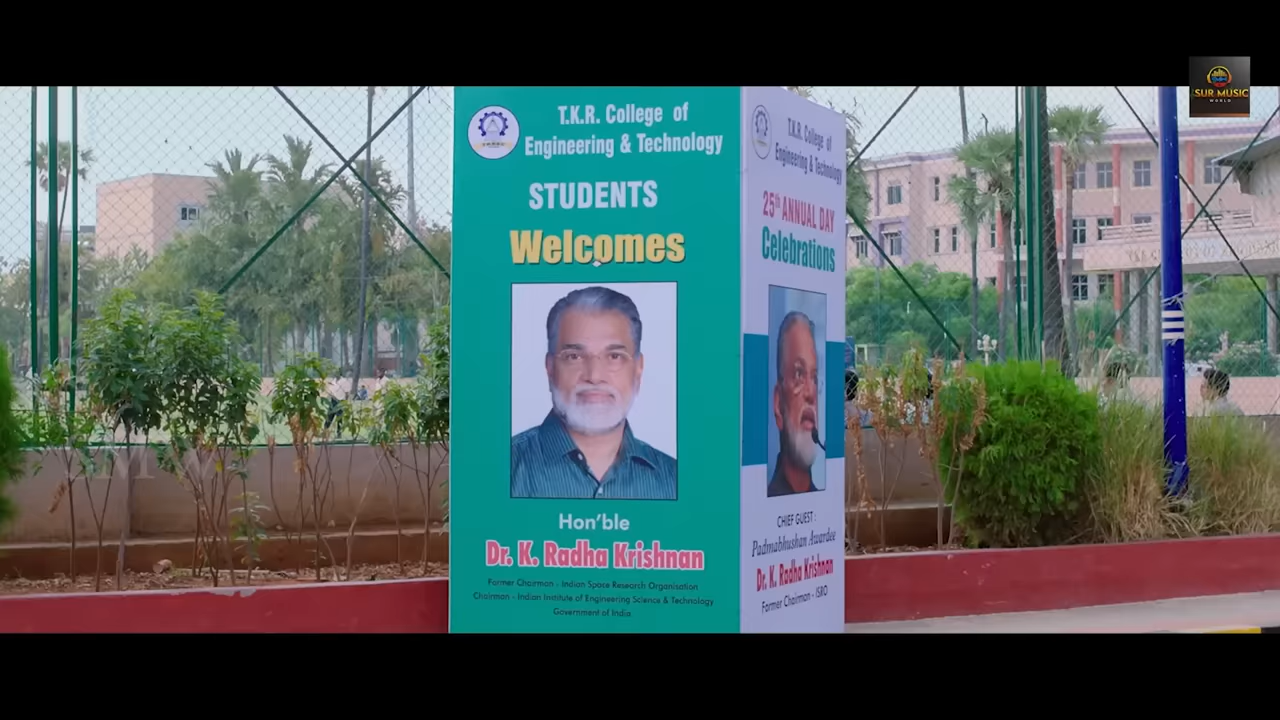 SUR MUSIC
WORLD
T.K.R. College of
Engineering & Technology
STUDENTS
Welcomes
Hon'ble
Dr. K. Radha Krishnan
Former Chairman - Indian Space Research Organisation
Chairman - Indian Institute of Engineering Science & Technology
Government of India
T.K.R. College of
Engineering & Technology
25th ANNUAL DAY
Celebrations
CHIEF GUEST :
Padmabhushan Awardee
Dr. K. Radha Krishnan
Former Chairman - ISRO